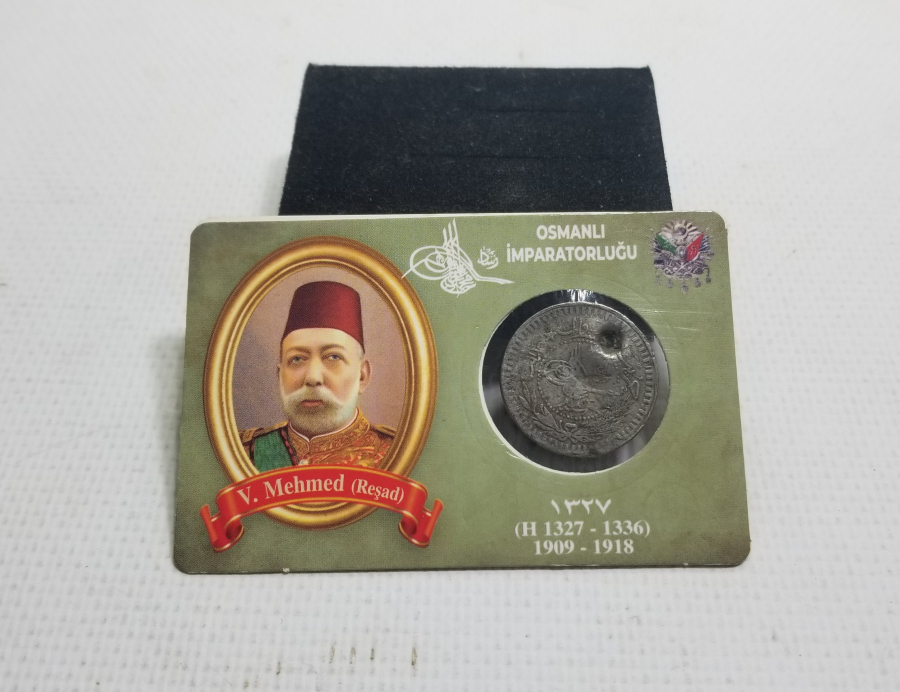 OSMANLI
İMPARATORLUĞU
V. Mehmed (Reşad)
١٣٢٧
(H 1327 - 1336)
1909 - 1918